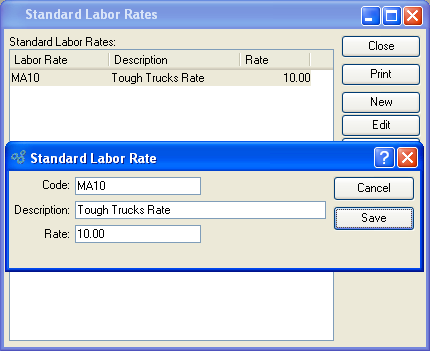 Standard Labor Rates
Standard Labor Rates:
Labor Rate Description Rate
MA10 Tough Trucks Rate 10.00
Close
Print
New
Edit
Standard Labor Rate
Code: MA10
Description: Tough Trucks Rate
Rate: 10.00
Cancel
Save